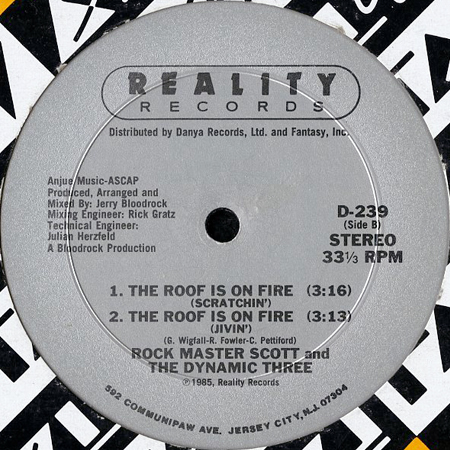 REALITY
RECORDS
Distributed by Danya Records, Ltd. and Fantasy, Inc.
Anjue Music-ASCAP
Produced, Arranged and
Mixed By: Jerry Bloodrock
Mixing Engineer: Rick Gratz
Technical Engineer:
Julian Herzfeld
A Bloodrock Production
D-239
(Side B)
STEREO
33⅓ RPM
1. THE ROOF IS ON FIRE (3:16)
(SCRATCHIN')
2. THE ROOF IS ON FIRE (3:13)
(JIVIN')
(G. Wigfall-R. Fowler-C. Pettiford)
ROCK MASTER SCOTT and
THE DYNAMIC THREE
℗1985, Reality Records
592 COMMUNIPAW AVE. JERSEY CITY, N.J. 07304